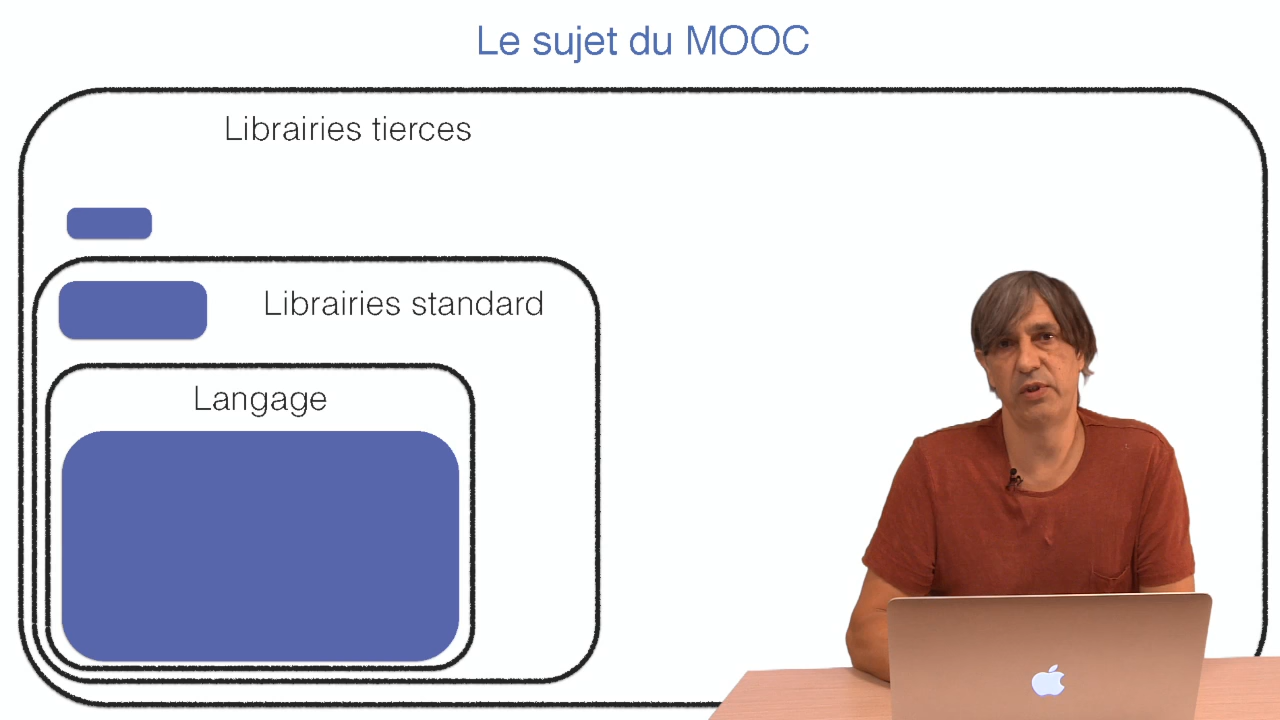 Le sujet du MOOC
Librairies tierces
Librairies standard
Langage